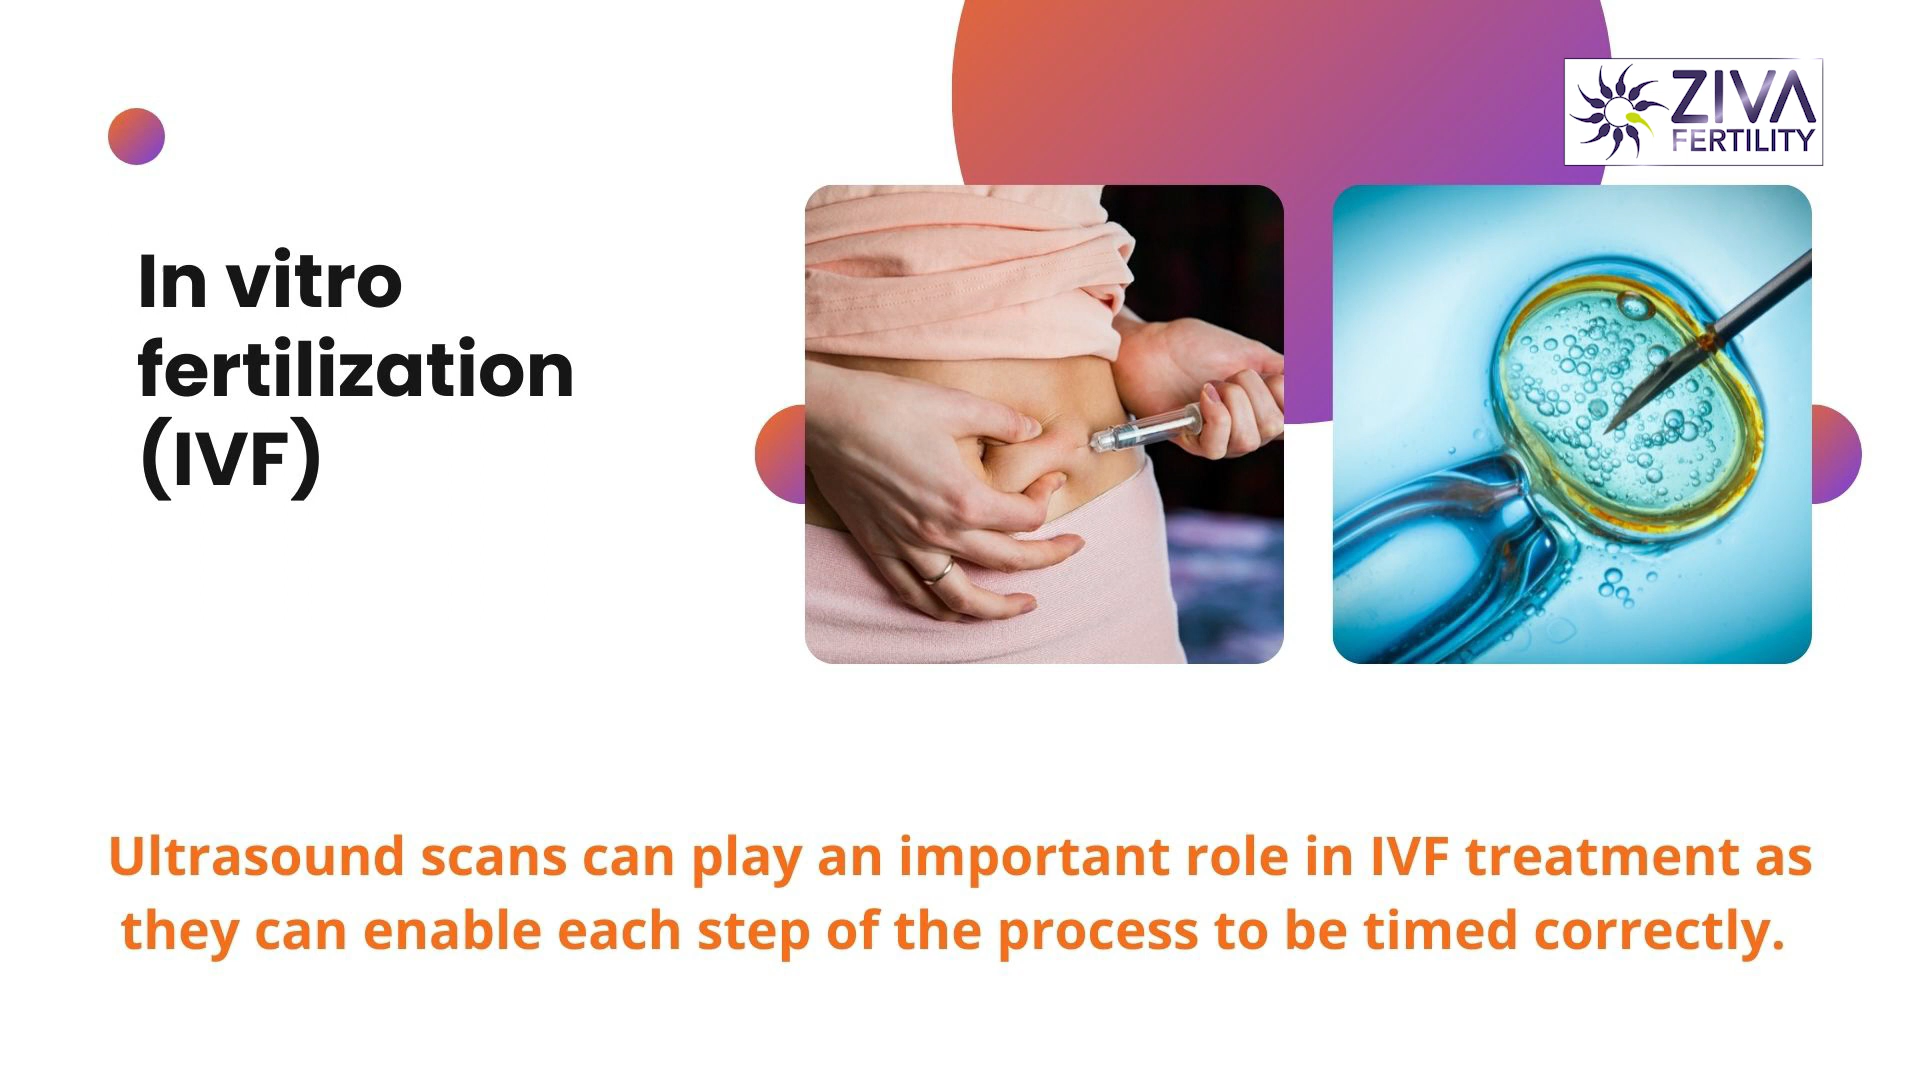 ZIVA
FERTILITY
In vitro
fertilization
(IVF)
Ultrasound scans can play an important role in IVF treatment as
they can enable each step of the process to be timed correctly.